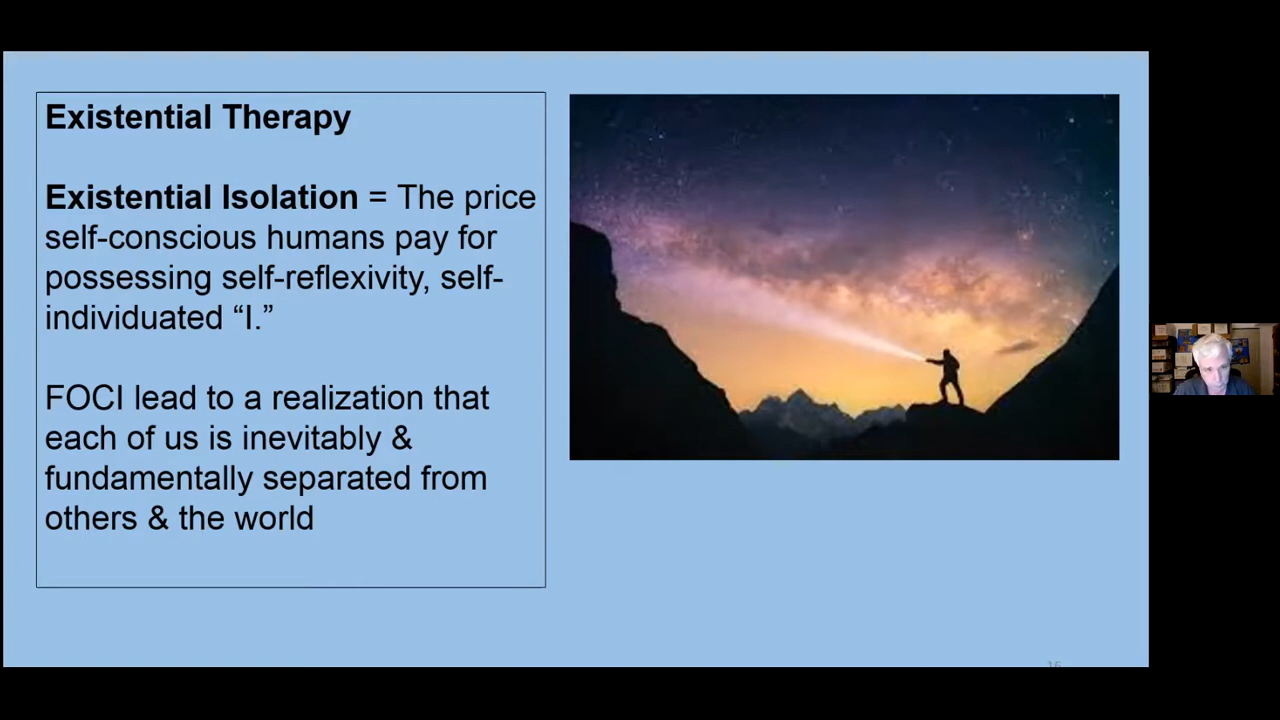 Existential Therapy
Existential Isolation = The price
self-conscious humans pay for
possessing self-reflexivity, self-
individuated “I.”
FOCI lead to a realization that
each of us is inevitably &
fundamentally separated from
others & the world
16